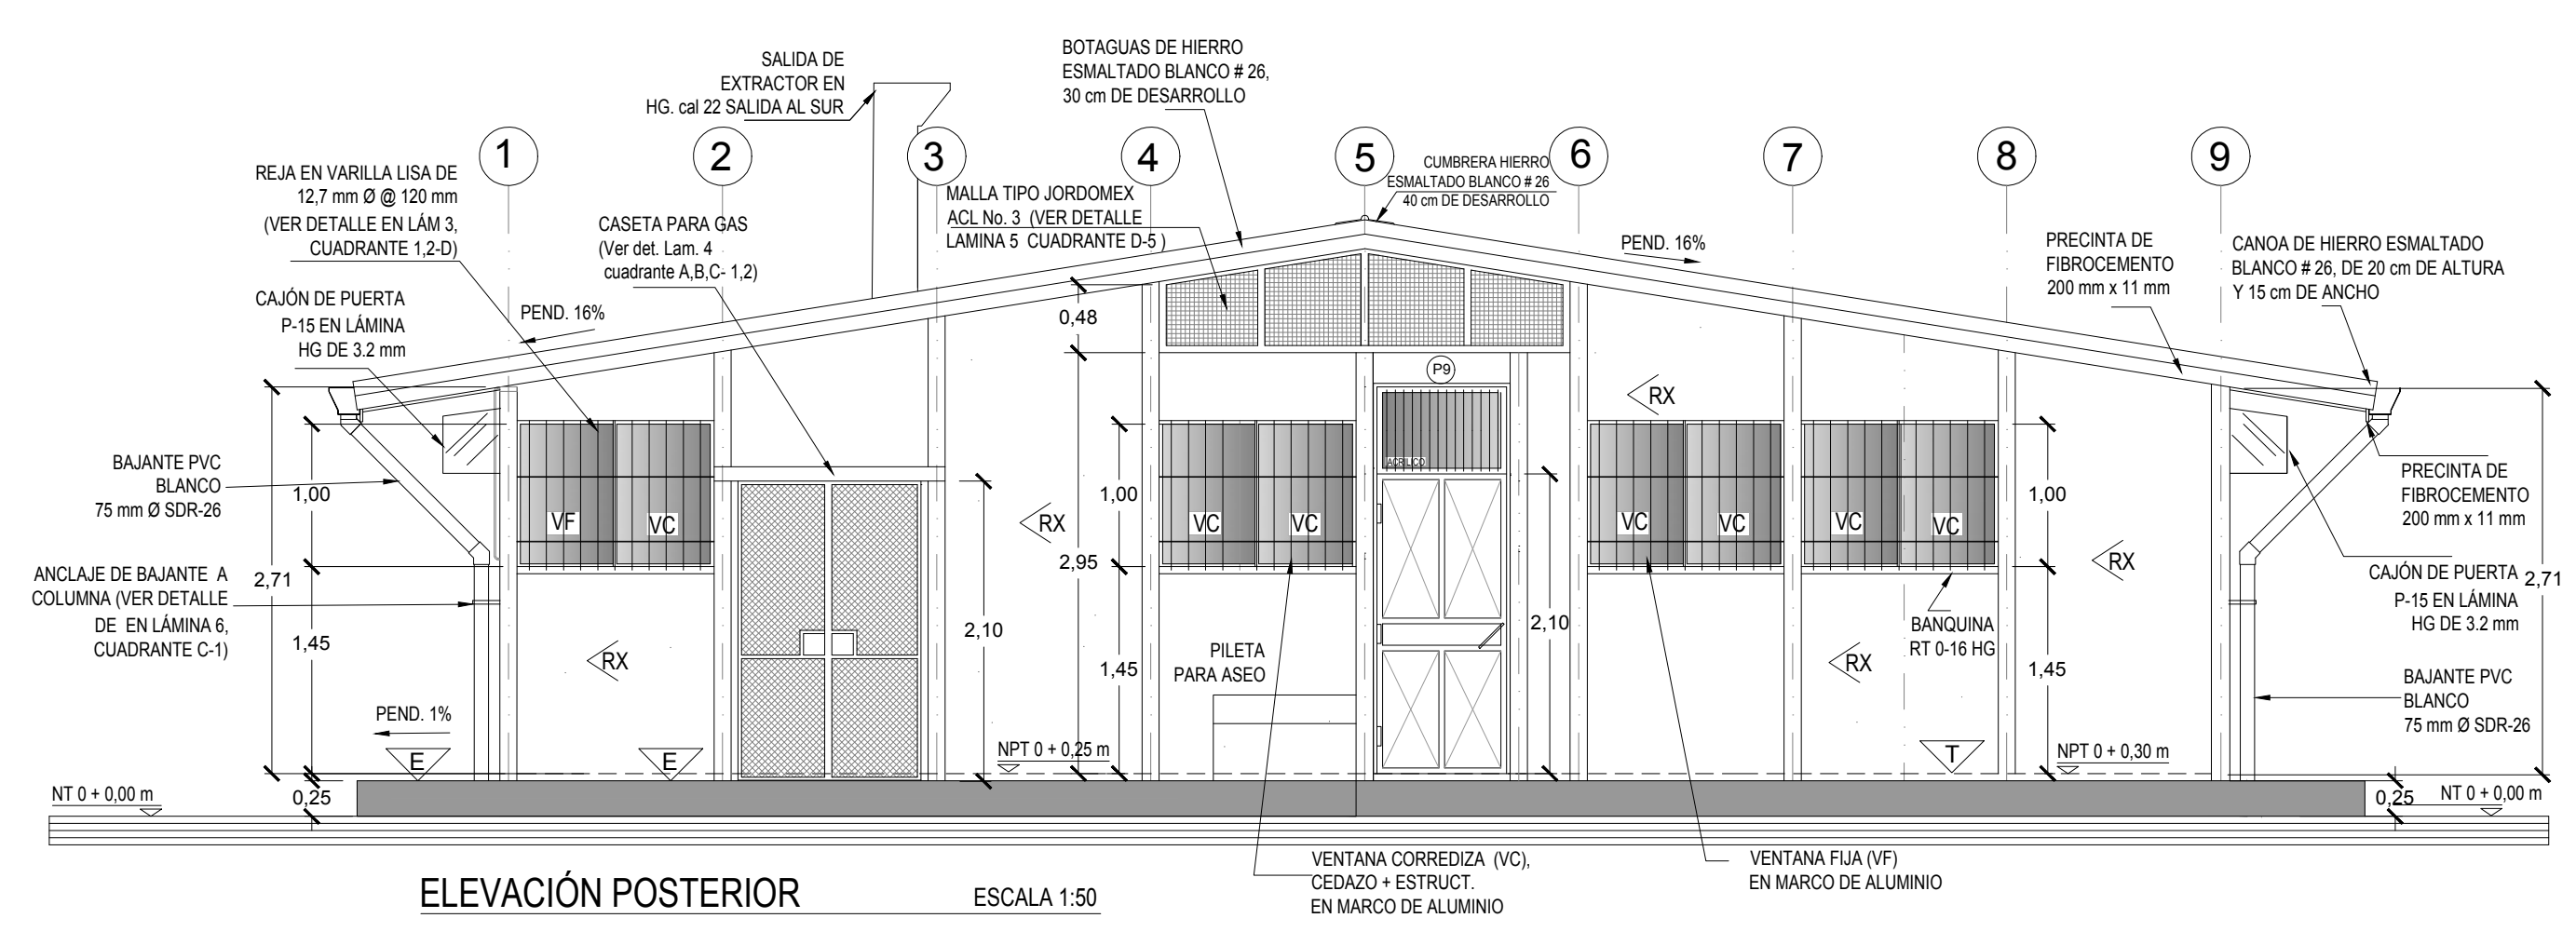 SALIDA DE
EXTRACTOR EN
HG. cal 22 SALIDA AL SUR
BOTAGUAS DE HIERRO
ESMALTADO BLANCO # 26,
30 cm DE DESARROLLO
1
2
3
4
5
6
7
8
9
REJA EN VARILLA LISA DE
12,7 mm Ø @ 120 mm
(VER DETALLE EN LÁM 3,
CUADRANTE 1,2-D)
CASETA PARA GAS
(Ver det. Lam. 4
cuadrante A,B,C- 1,2)
MALLA TIPO JORDOMEX
ACL No. 3 (VER DETALLE
LAMINA 5 CUADRANTE D-5 )
CUMBRERA HIERRO
ESMALTADO BLANCO # 26
40 cm DE DESARROLLO
PEND. 16%
PRECINTA DE
FIBROCEMENTO
200 mm x 11 mm
CANOA DE HIERRO ESMALTADO
BLANCO # 26, DE 20 cm DE ALTURA
Y 15 cm DE ANCHO
CAJÓN DE PUERTA
P-15 EN LÁMINA
HG DE 3.2 mm
PEND. 16%
0,48
P9
RX
ACRILICO
BAJANTE PVC
BLANCO
75 mm Ø SDR-26
1,00
VF
VC
RX
1,00
VC
VC
VC
VC
VC
VC
1,00
PRECINTA DE
FIBROCEMENTO
200 mm x 11 mm
ANCLAJE DE BAJANTE A
COLUMNA (VER DETALLE
DE EN LÁMINA 6,
CUADRANTE C-1)
2,71
2,95
RX
CAJÓN DE PUERTA
P-15 EN LÁMINA
HG DE 3.2 mm
2,71
1,45
RX
2,10
1,45
PILETA
PARA ASEO
2,10
BANQUINA
RT 0-16 HG
RX
1,45
BAJANTE PVC
BLANCO
75 mm Ø SDR-26
PEND. 1%
E
E
NPT 0 + 0,25 m
T
NPT 0 + 0,30 m
NT 0 + 0,00 m
0,25
0,25
NT 0 + 0,00 m
VENTANA CORREDIZA (VC),
CEDAZO + ESTRUCT.
EN MARCO DE ALUMINIO
VENTANA FIJA (VF)
EN MARCO DE ALUMINIO
ELEVACIÓN POSTERIOR
ESCALA 1:50